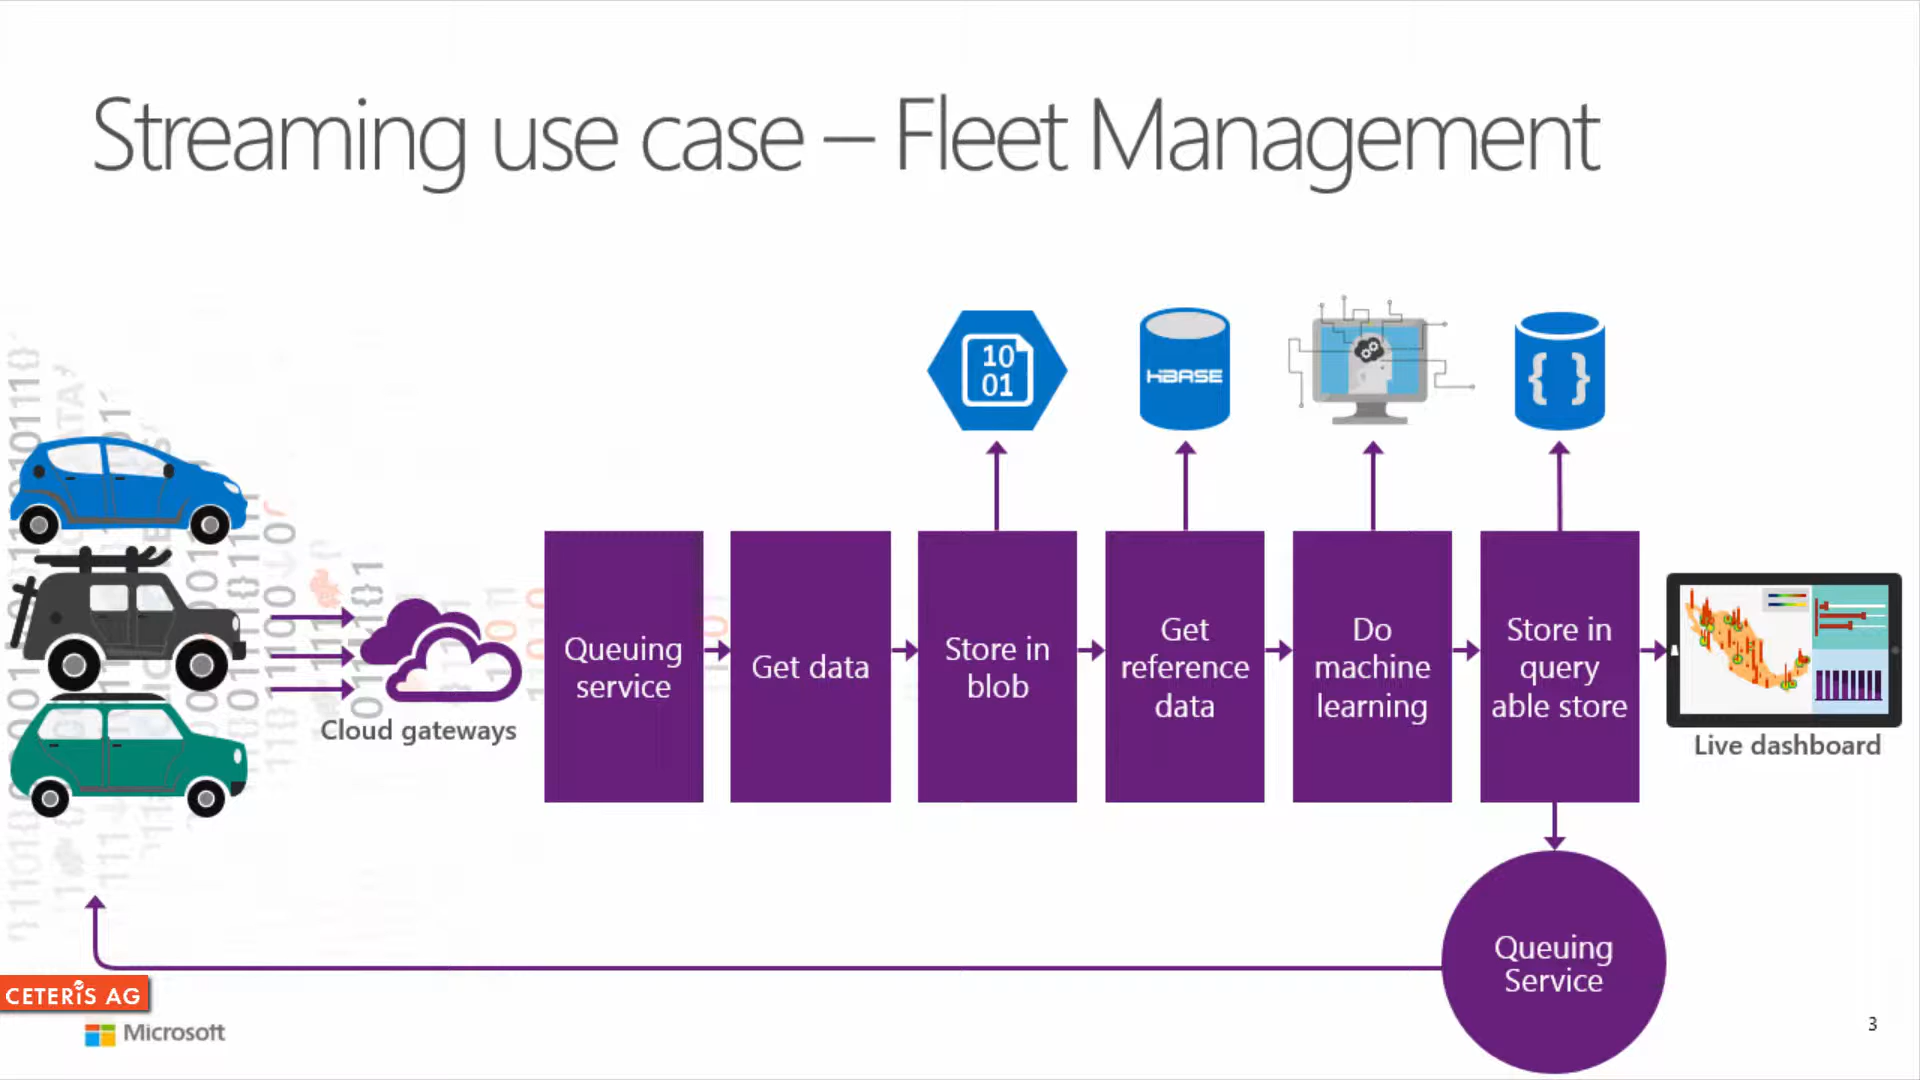 Streaming use case – Fleet Management
10
01
HBASE
{ }
Cloud gateways
Queuing
service
Get data
Store in
blob
Get
reference
data
Do
machine
learning
Store in
query
able store
Live dashboard
Queuing
Service
CETERIS AG
Microsoft
3